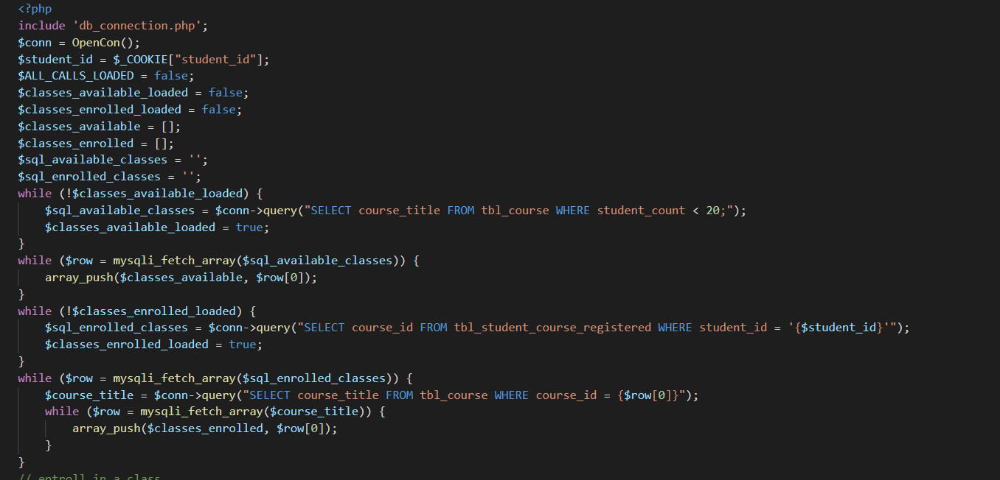 <?php
include 'db_connection.php';
$conn = OpenCon();
$student_id = $_COOKIE["student_id"];
$ALL_CALLS_LOADED = false;
$classes_available_loaded = false;
$classes_enrolled_loaded = false;
$classes_available = [];
$classes_enrolled = [];
$sql_available_classes = '';
$sql_enrolled_classes = '';
while (!$classes_available_loaded) {
    $sql_available_classes = $conn->query("SELECT course_title FROM tbl_course WHERE student_count < 20;");
    $classes_available_loaded = true;
}
while ($row = mysqli_fetch_array($sql_available_classes)) {
    array_push($classes_available, $row[0]);
}
while (!$classes_enrolled_loaded) {
    $sql_enrolled_classes = $conn->query("SELECT course_id FROM tbl_student_course_registered WHERE student_id = '{$student_id}'");
    $classes_enrolled_loaded = true;
}
while ($row = mysqli_fetch_array($sql_enrolled_classes)) {
    $course_title = $conn->query("SELECT course_title FROM tbl_course WHERE course_id = {$row[0]}");
    while ($row = mysqli_fetch_array($course_title)) {
        array_push($classes_enrolled, $row[0]);
    }
}
// entroll in a class